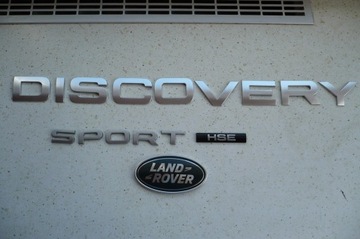 DISCOVERY
SPORT HSE
LAND
ROVER